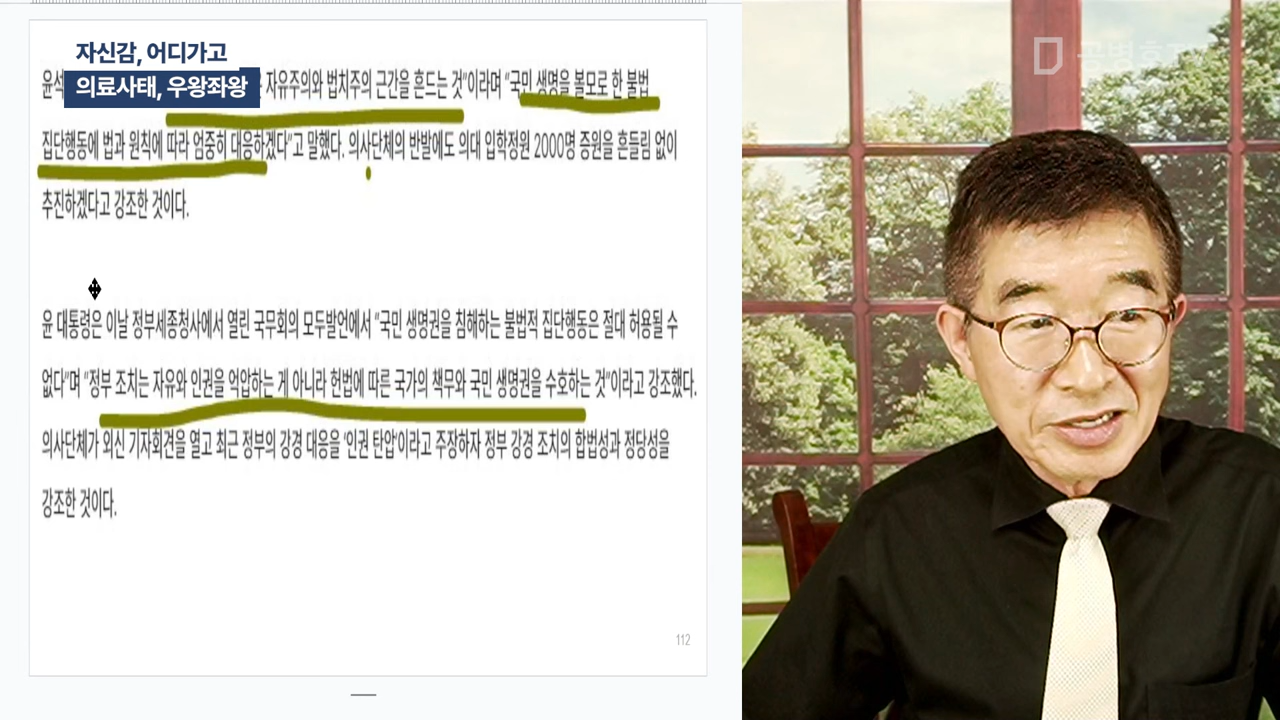 자신감, 어디가고
의료사태, 우왕좌왕
윤석 자유주의와 법치주의 근간을 흔드는 것”이라며 “국민 생명을 볼모로 한 불법
집단행동에 법과 원칙에 따라 엄중히 대응하겠다”고 말했다. 의사단체의 반발에도 의대 입학정원 2000명 증원을 흔들림 없이
추진하겠다고 강조한 것이다.
윤 대통령은 이날 정부세종청사에서 열린 국무회의 모두발언에서 “국민 생명권을 침해하는 불법적 집단행동은 절대 허용될 수
없다”며 “정부 조치는 자유와 인권을 억압하는 게 아니라 헌법에 따른 국가의 책무와 국민 생명권을 수호하는 것”이라고 강조했다.
의사단체가 외신 기자회견을 열고 최근 정부의 강경 대응을 '인권 탄압'이라고 주장하자 정부 강경 조치의 합법성과 정당성을
강조한 것이다.
112
공병호TV